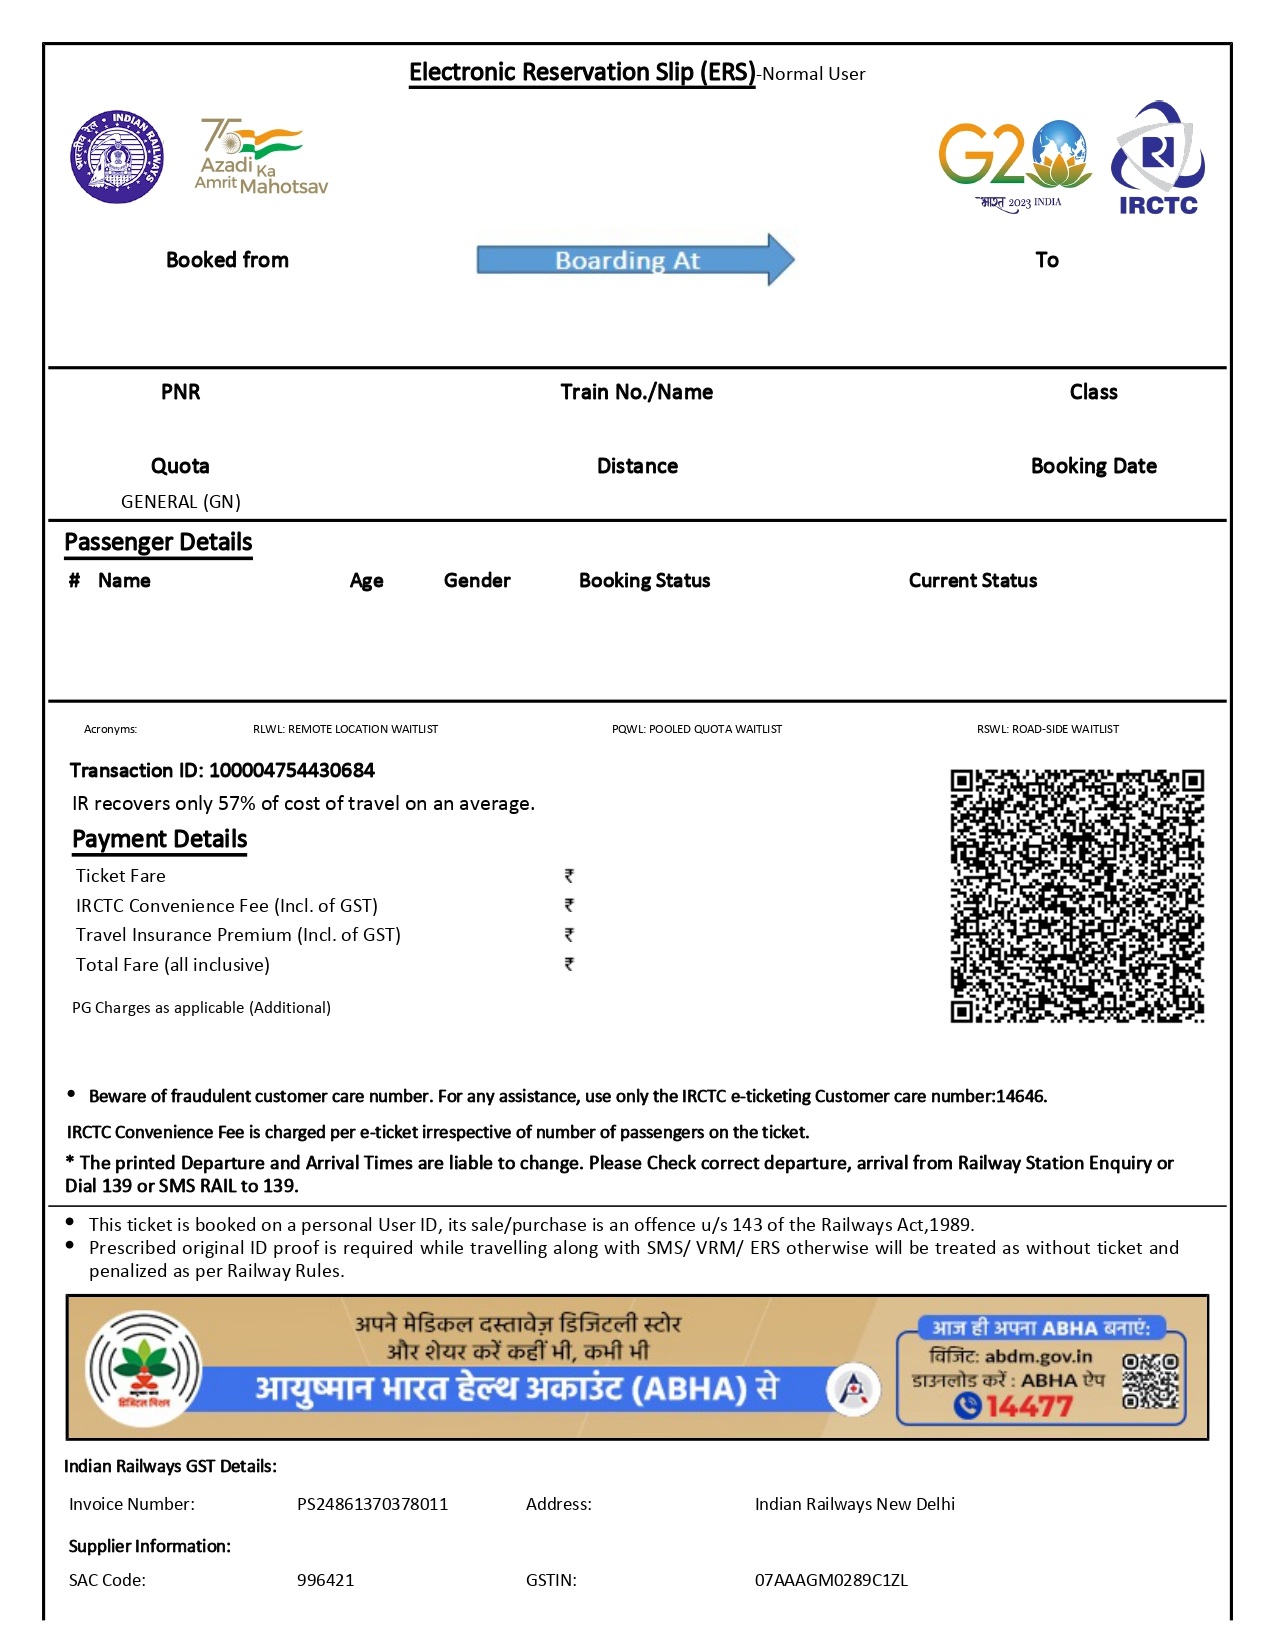 Electronic Reservation Slip (ERS)-Normal User
भारतीय रेल • INDIAN RAILWAYS
75
Azadi Ka
Amrit Mahotsav
G20
भारत 2023 INDIA
IRCTC
Booked from
Boarding At
To
PNR
Train No./Name
Class
Quota
Distance
Booking Date
GENERAL (GN)
Passenger Details
# Name Age Gender Booking Status Current Status
Acronyms: RLWL: REMOTE LOCATION WAITLIST PQWL: POOLED QUOTA WAITLIST RSWL: ROAD-SIDE WAITLIST
Transaction ID: 100004754430684
IR recovers only 57% of cost of travel on an average.
Payment Details
Ticket Fare ₹
IRCTC Convenience Fee (Incl. of GST) ₹
Travel Insurance Premium (Incl. of GST) ₹
Total Fare (all inclusive) ₹
PG Charges as applicable (Additional)
• Beware of fraudulent customer care number. For any assistance, use only the IRCTC e-ticketing Customer care number:14646.
IRCTC Convenience Fee is charged per e-ticket irrespective of number of passengers on the ticket.
* The printed Departure and Arrival Times are liable to change. Please Check correct departure, arrival from Railway Station Enquiry or
Dial 139 or SMS RAIL to 139.
• This ticket is booked on a personal User ID, its sale/purchase is an offence u/s 143 of the Railways Act,1989.
• Prescribed original ID proof is required while travelling along with SMS/ VRM/ ERS otherwise will be treated as without ticket and
penalized as per Railway Rules.
अपने मेडिकल दस्तावेज़ डिजिटली स्टोर
और शेयर करें कहीं भी, कभी भी
आयुष्मान भारत हेल्थ अकाउंट (ABHA) से
आज ही अपना ABHA बनाएं:
विजिट: abdm.gov.in
डाउनलोड करें : ABHA ऐप
14477
Indian Railways GST Details:
Invoice Number: PS24861370378011 Address: Indian Railways New Delhi
Supplier Information:
SAC Code: 996421 GSTIN: 07AAAGM0289C1ZL